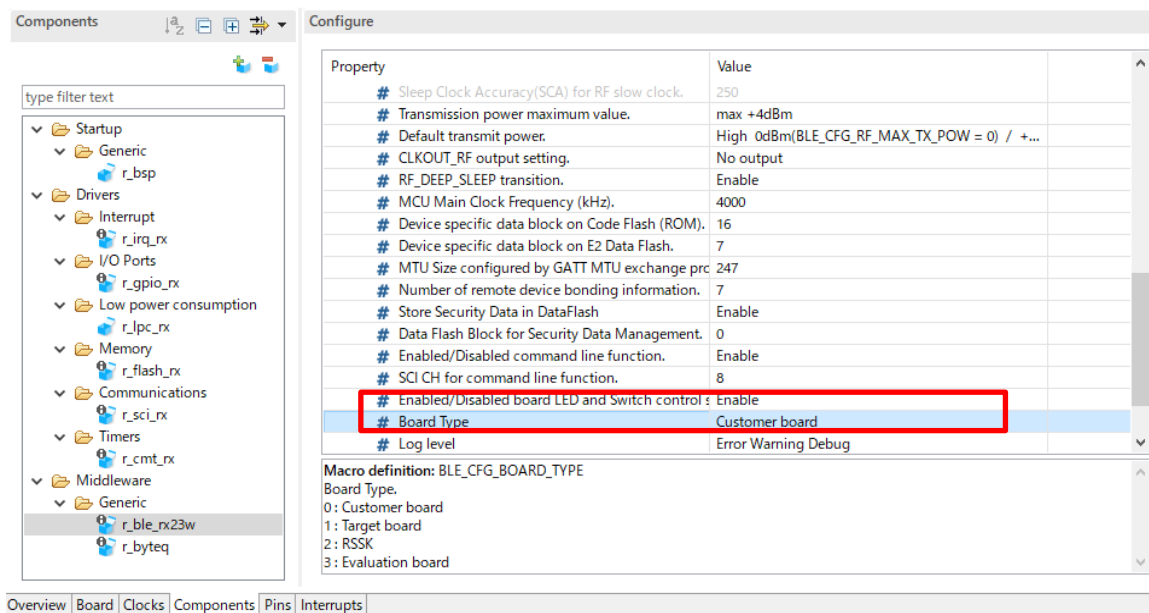 Components
Configure
type filter text
Startup
Generic
r_bsp
Drivers
Interrupt
r_irq_rx
I/O Ports
r_gpio_rx
Low power consumption
r_lpc_rx
Memory
r_flash_rx
Communications
r_sci_rx
Timers
r_cmt_rx
Middleware
Generic
r_ble_rx23w
r_byteq
Property Value
# Sleep Clock Accuracy(SCA) for RF slow clock. 250
# Transmission power maximum value. max +4dBm
# Default transmit power. High 0dBm(BLE_CFG_RF_MAX_TX_POW = 0) / +...
# CLKOUT_RF output setting. No output
# RF_DEEP_SLEEP transition. Enable
# MCU Main Clock Frequency (kHz). 4000
# Device specific data block on Code Flash (ROM). 16
# Device specific data block on E2 Data Flash. 7
# MTU Size configured by GATT MTU exchange prc 247
# Number of remote device bonding information. 7
# Store Security Data in DataFlash Enable
# Data Flash Block for Security Data Management. 0
# Enabled/Disabled command line function. Enable
# SCI CH for command line function. 8
# Enabled/Disabled board LED and Switch control s Enable
# Board Type Customer board
# Log level Error Warning Debug
Macro definition: BLE_CFG_BOARD_TYPE
Board Type.
0 : Customer board
1 : Target board
2 : RSSK
3 : Evaluation board
Overview Board Clocks Components Pins Interrupts